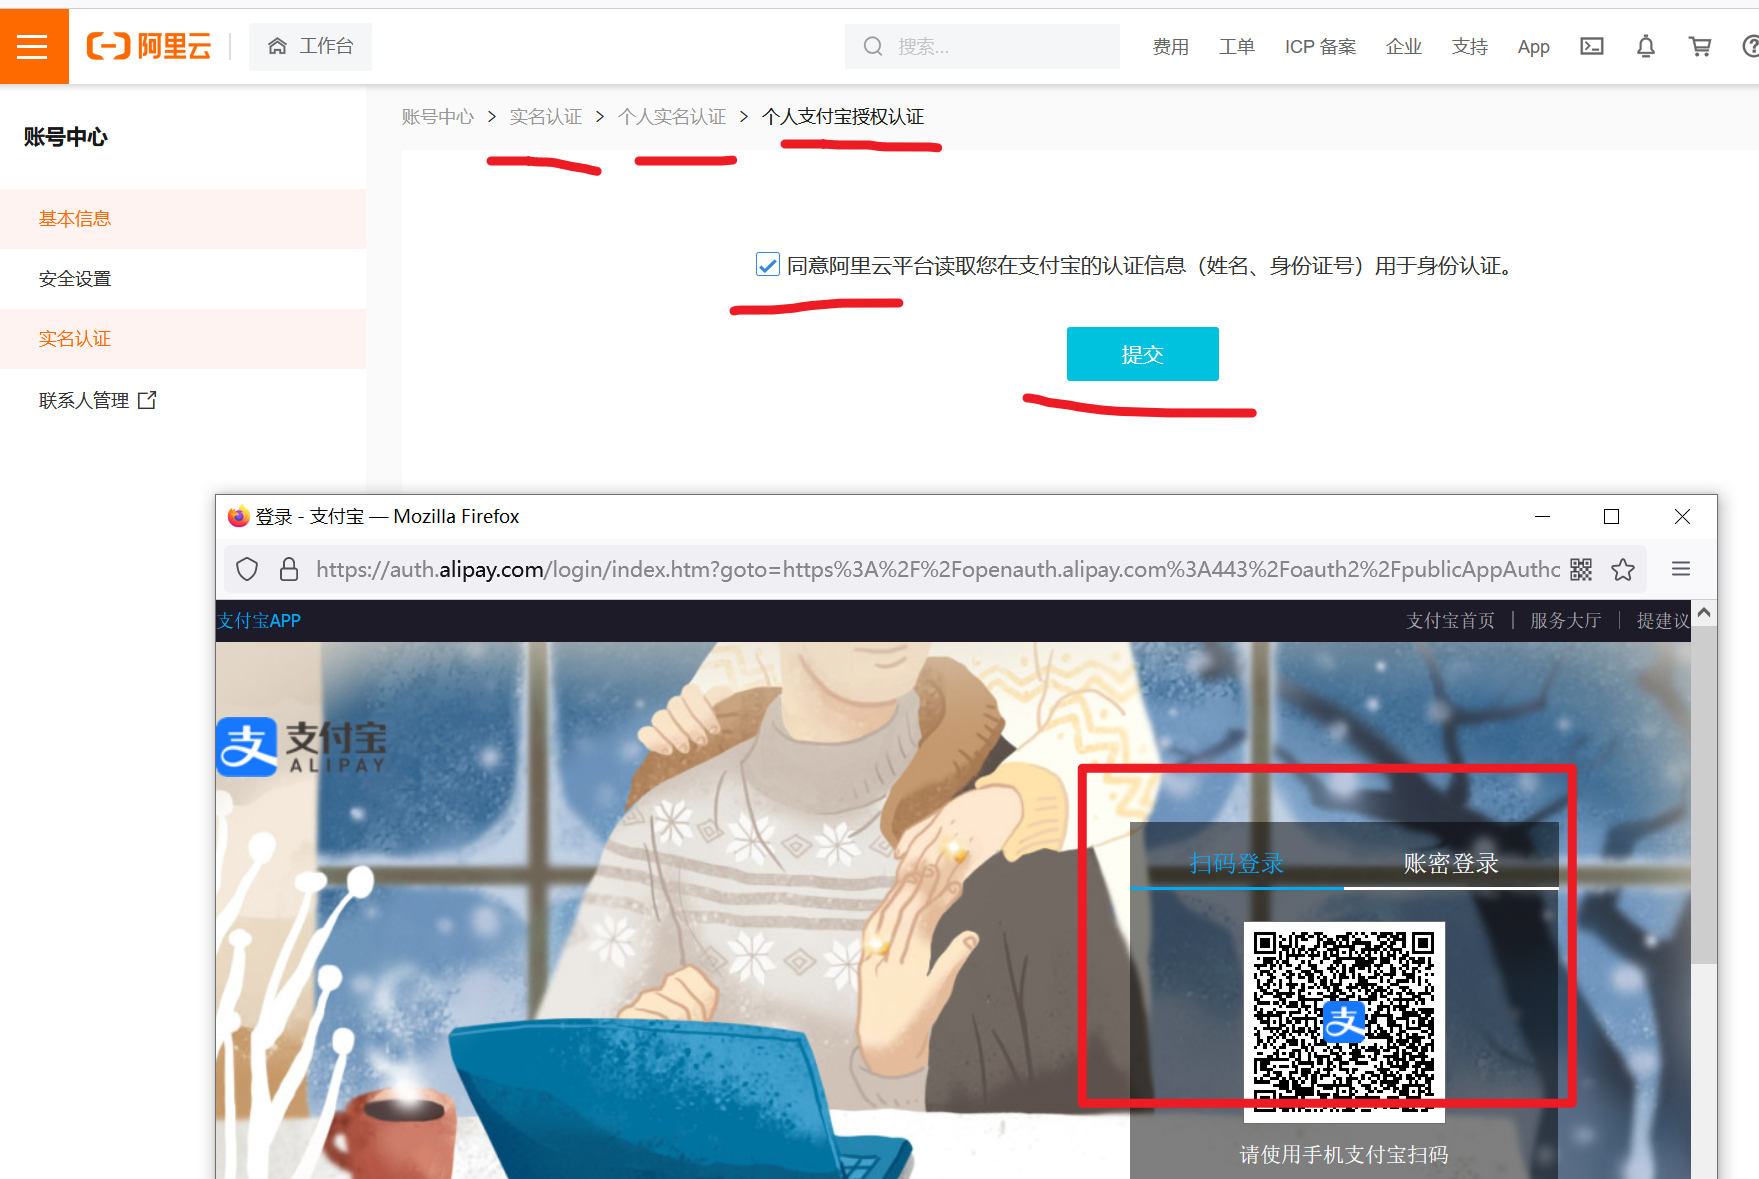 阿里云
工作台
搜索...
费用
工单
ICP 备案
企业
支持
App
账号中心
基本信息
安全设置
实名认证
联系人管理
账号中心 > 实名认证 > 个人实名认证 > 个人支付宝授权认证
同意阿里云平台读取您在支付宝的认证信息（姓名、身份证号）用于身份认证。
提交
登录 - 支付宝 — Mozilla Firefox
https://auth.alipay.com/login/index.htm?goto=https%3A%2F%2Fopenauth.alipay.com%3A443%2Foauth2%2FpublicAppAuthc
支付宝APP
支付宝首页 | 服务大厅 | 提建议
支 支付宝
ALIPAY
扫码登录
账密登录
支
请使用手机支付宝扫码